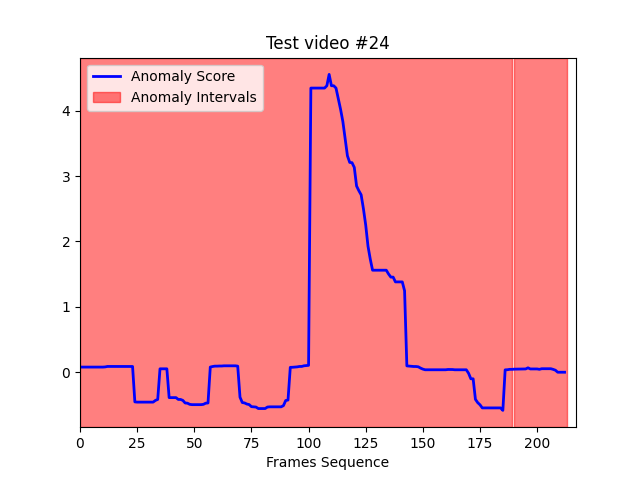 Test video #24
Anomaly Score
Anomaly Intervals
4
3
2
1
0
0 25 50 75 100 125 150 175 200
Frames Sequence